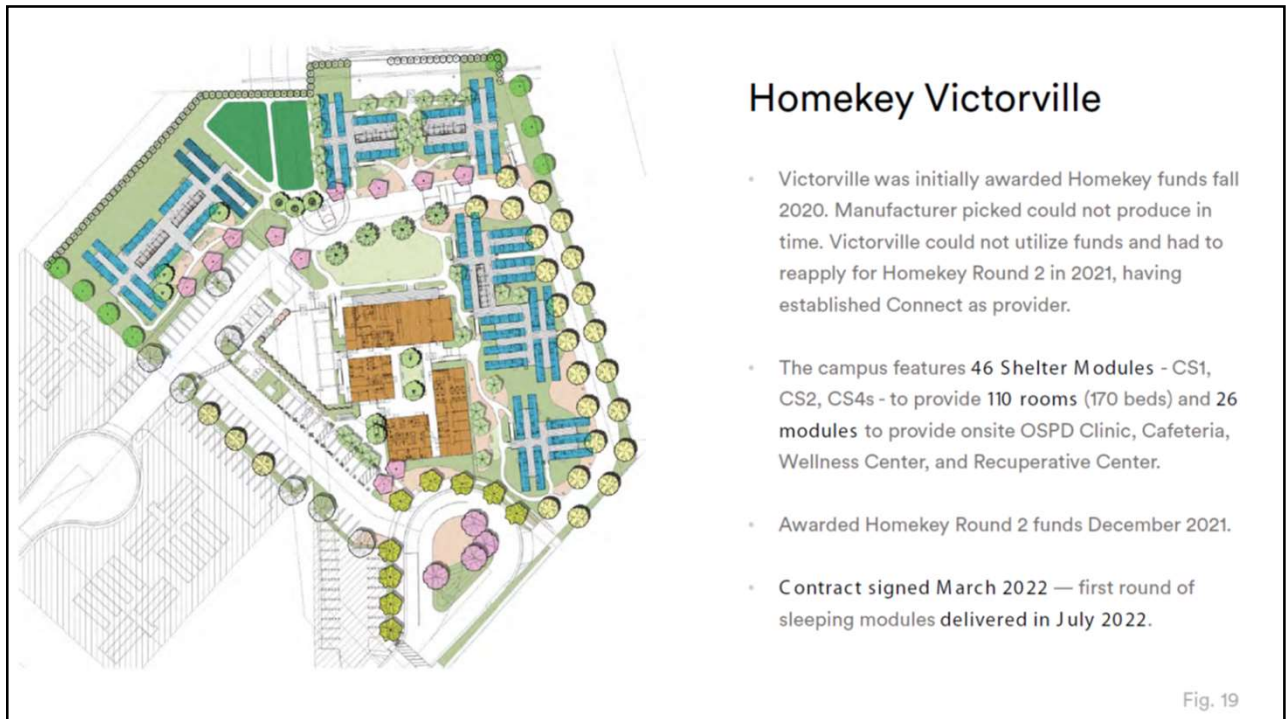 Homekey Victorville
• Victorville was initially awarded Homekey funds fall
2020. Manufacturer picked could not produce in
time. Victorville could not utilize funds and had to
reapply for Homekey Round 2 in 2021, having
established Connect as provider.
• The campus features 46 Shelter Modules - CS1,
CS2, CS4s - to provide 110 rooms (170 beds) and 26
modules to provide onsite OSPD Clinic, Cafeteria,
Wellness Center, and Recuperative Center.
• Awarded Homekey Round 2 funds December 2021.
• Contract signed March 2022 — first round of
sleeping modules delivered in July 2022.
Fig. 19